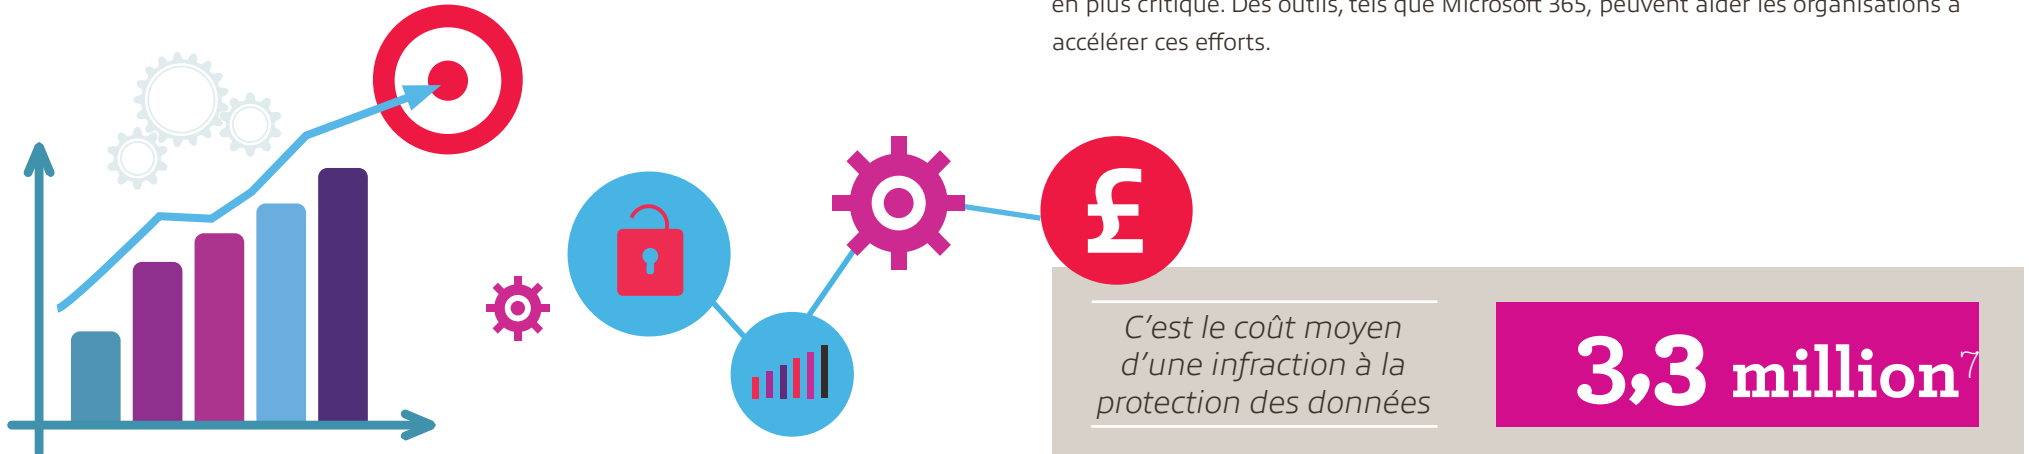 en plus critique. Des outils, tels que Microsoft 365, peuvent aider les organisations à
accélérer ces efforts.
£
C’est le coût moyen
d’une infraction à la
protection des données
3,3 million7